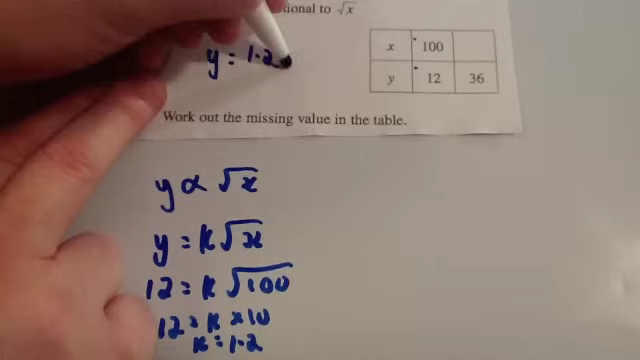 ional to √x
y = 1.2
x 100
y 12 36
Work out the missing value in the table.
y ∝ √x
y = k√x
12 = k√100
12 = k × 10
k = 1.2